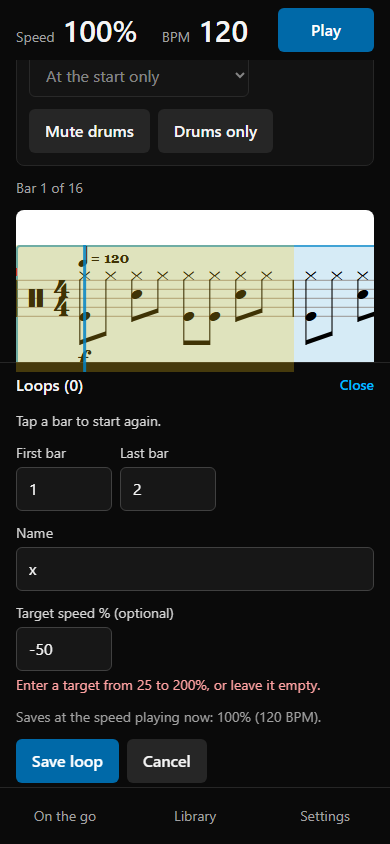 Speed 100% BPM 120 Play
At the start only
Mute drums Drums only
Bar 1 of 16
= 120
4
4
f
Loops (0) Close
Tap a bar to start again.
First bar Last bar
1 2
Name
x
Target speed % (optional)
-50
Enter a target from 25 to 200%, or leave it empty.
Saves at the speed playing now: 100% (120 BPM).
Save loop Cancel
On the go Library Settings